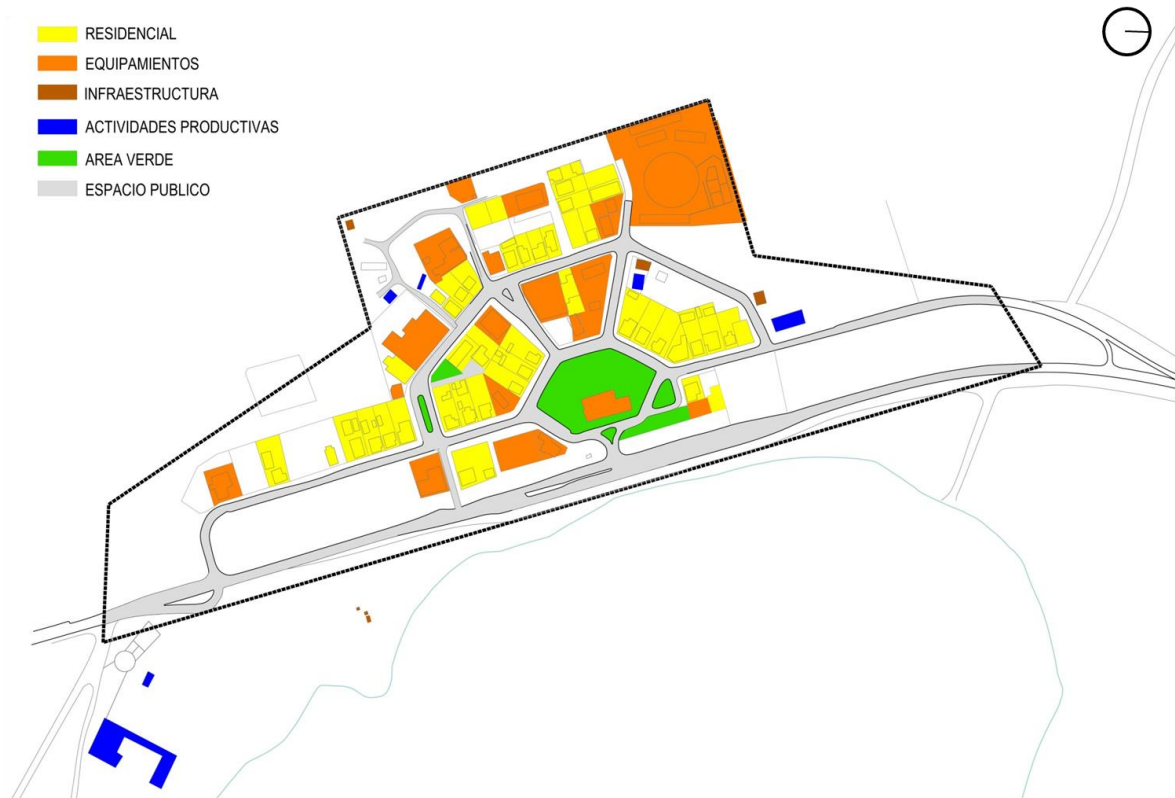 RESIDENCIAL
EQUIPAMIENTOS
INFRAESTRUCTURA
ACTIVIDADES PRODUCTIVAS
AREA VERDE
ESPACIO PUBLICO